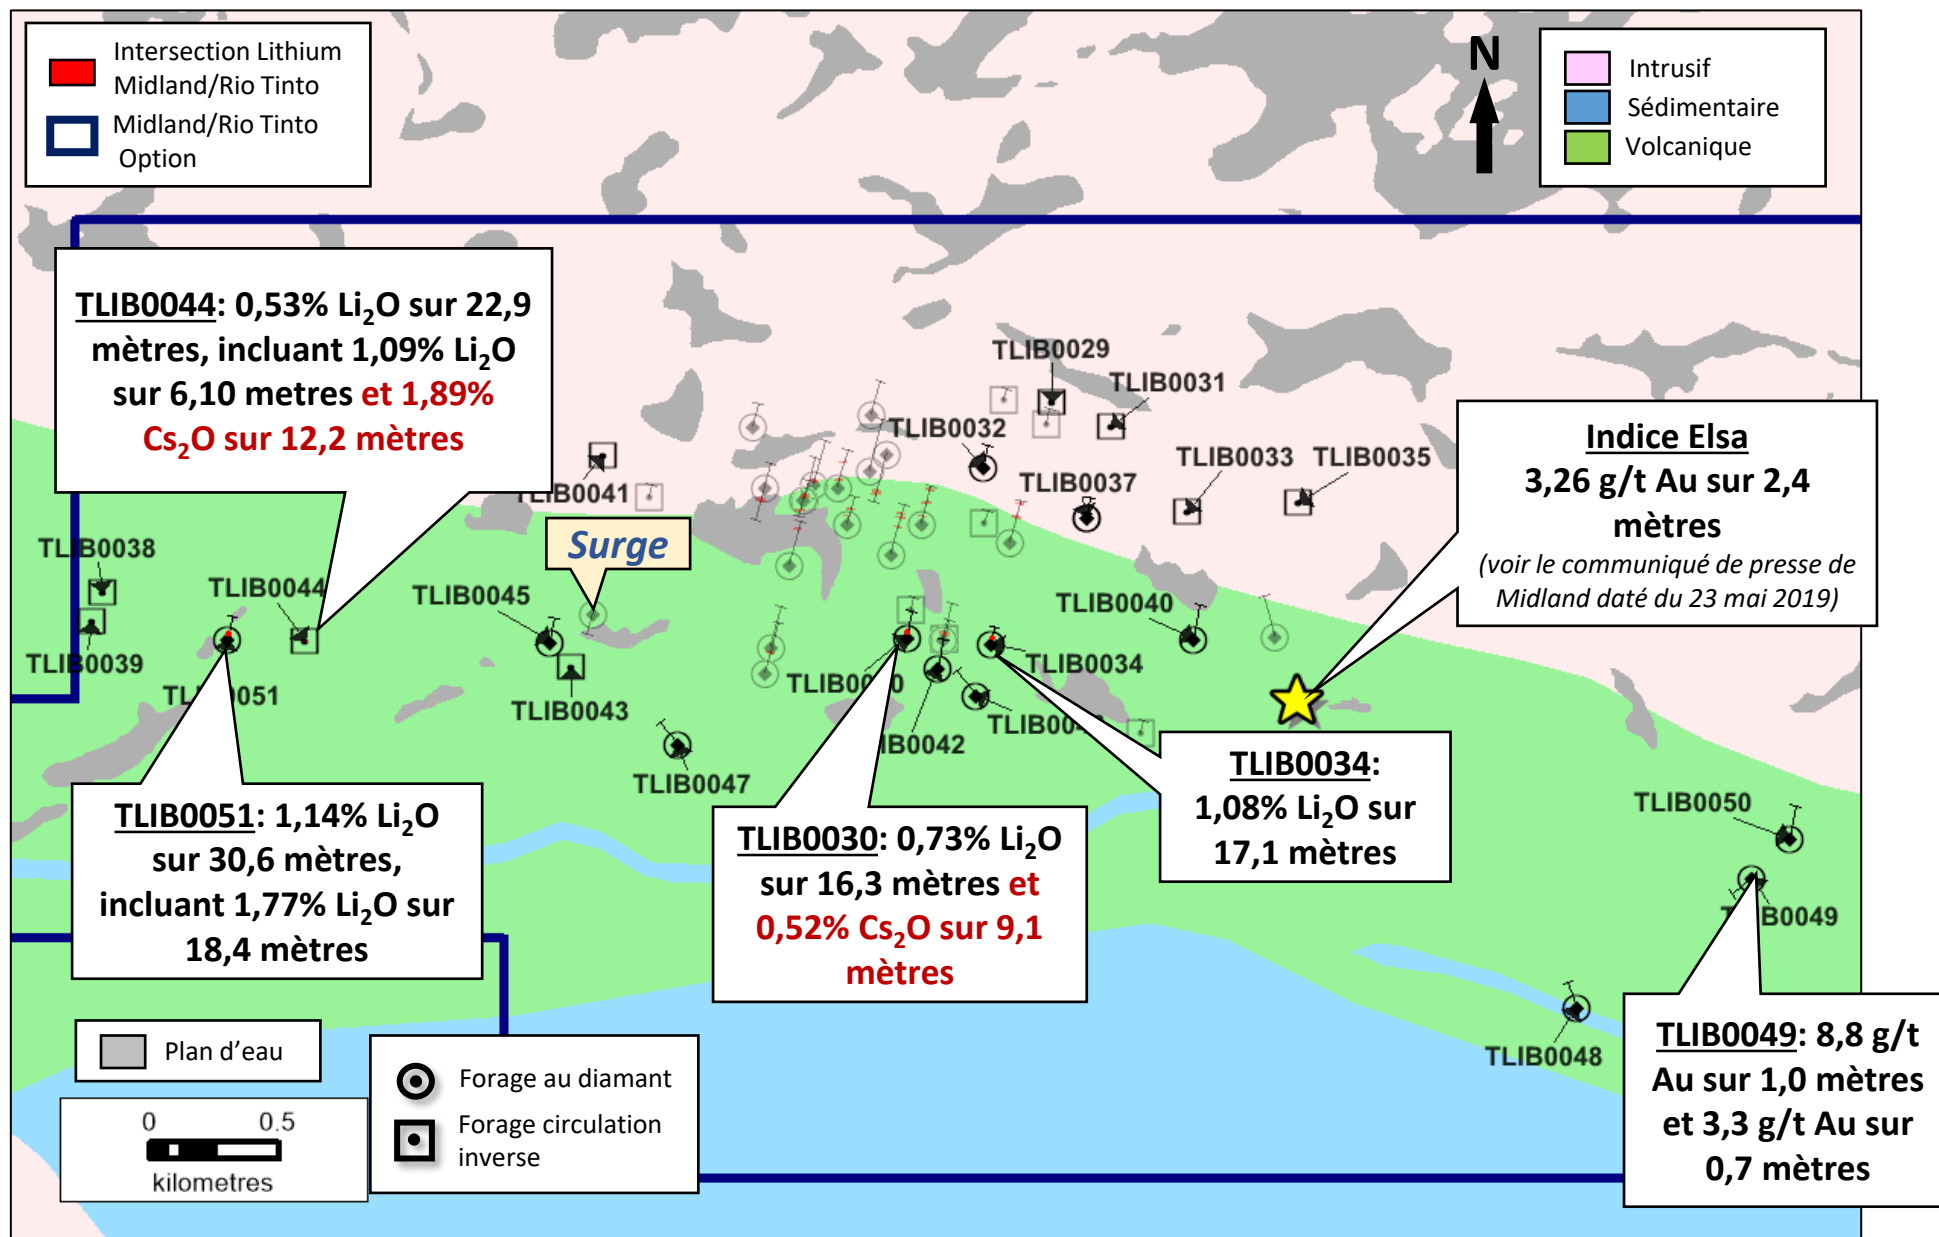 Intersection Lithium
Midland/Rio Tinto
Midland/Rio Tinto
Option
N
Intrusif
Sédimentaire
Volcanique
TLIB0044: 0,53% Li₂O sur 22,9
mètres, incluant 1,09% Li₂O
sur 6,10 metres et 1,89%
Cs₂O sur 12,2 mètres
TLIB0029
TLIB0031
TLIB0032
TLIB0033
TLIB0035
TLIB0037
TLIB0041
Indice Elsa
3,26 g/t Au sur 2,4
mètres
(voir le communiqué de presse de
Midland daté du 23 mai 2019)
Surge
TLIB0038
TLIB0044
TLIB0045
TLIB0040
TLIB0039
TLIB0034
TLIB0043
TLIB0047
TLIB0051: 1,14% Li₂O
sur 30,6 mètres,
incluant 1,77% Li₂O sur
18,4 mètres
TLIB0030: 0,73% Li₂O
sur 16,3 mètres et
0,52% Cs₂O sur 9,1
mètres
TLIB0034:
1,08% Li₂O sur
17,1 mètres
TLIB0050
B0049
IB0042
TLIB0048
TLIB0049: 8,8 g/t
Au sur 1,0 mètres
et 3,3 g/t Au sur
0,7 mètres
Plan d'eau
Forage au diamant
Forage circulation
inverse
0 0.5
kilometres